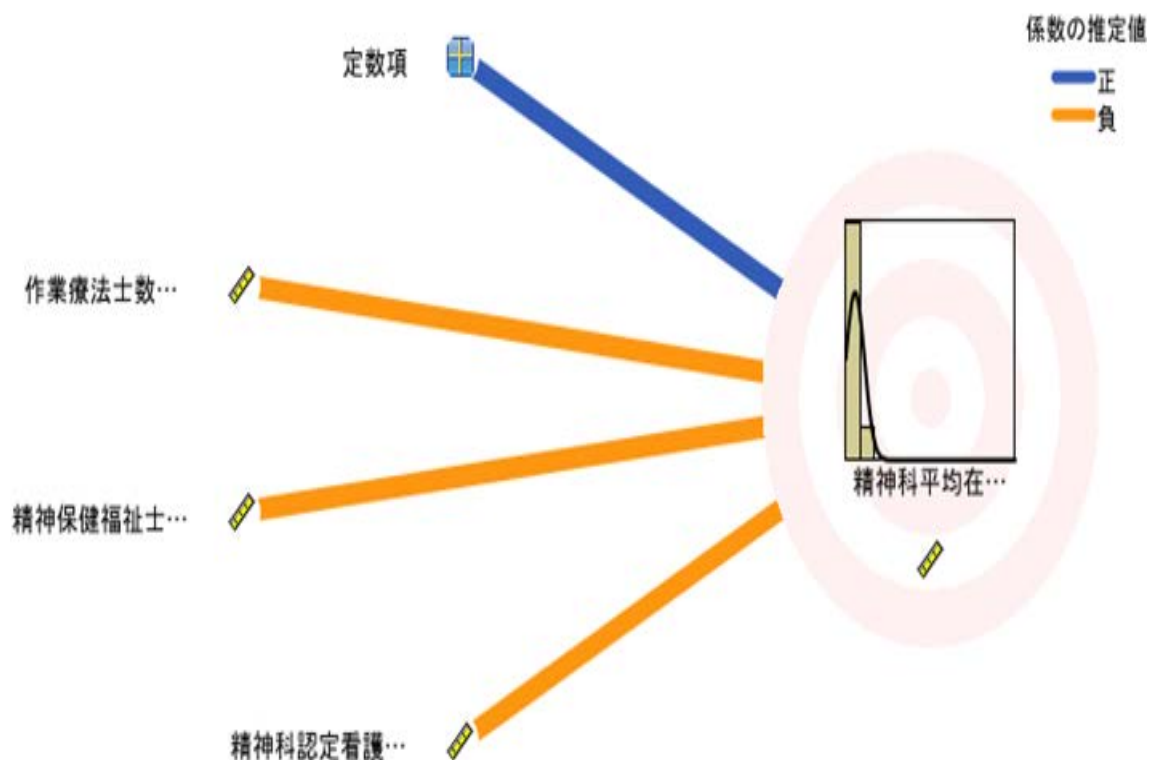 係数の推定値
正
負
定数項
作業療法士数…
精神保健福祉士…
精神科認定看護…
精神科平均在…